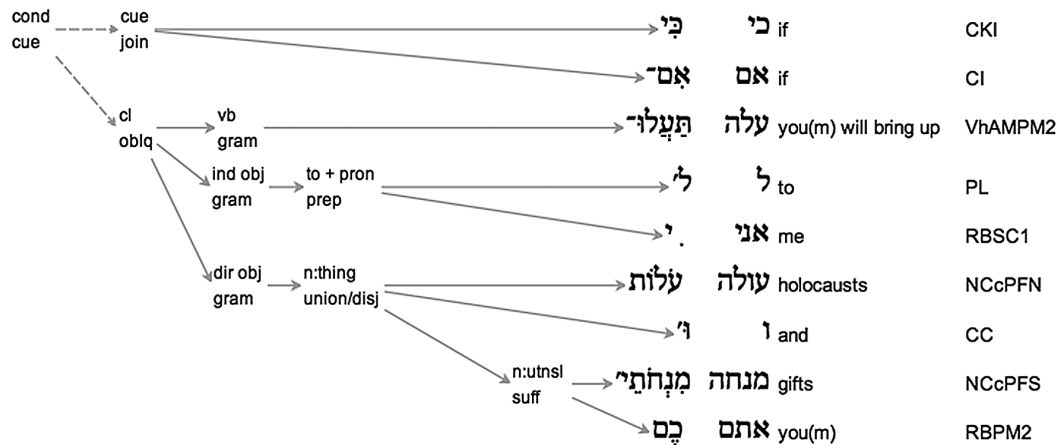 cond cue כי כִּי if CKI
cue join
אם אִם־ if CI
cl vb עלה תַּעֲלוּ־ you(m) will bring up VhAMPM2
oblq gram
ind obj to + pron ל ל׳ to PL
gram prep
אני ִי me RBSC1
dir obj n:thing עולה עֹלוֹת holocausts NCcPFN
gram union/disj
ו וּ׳ and CC
n:utnsl מנחה מִנְחֹתֵי׳ gifts NCcPFS
suff
אתם כֶם you(m) RBPM2